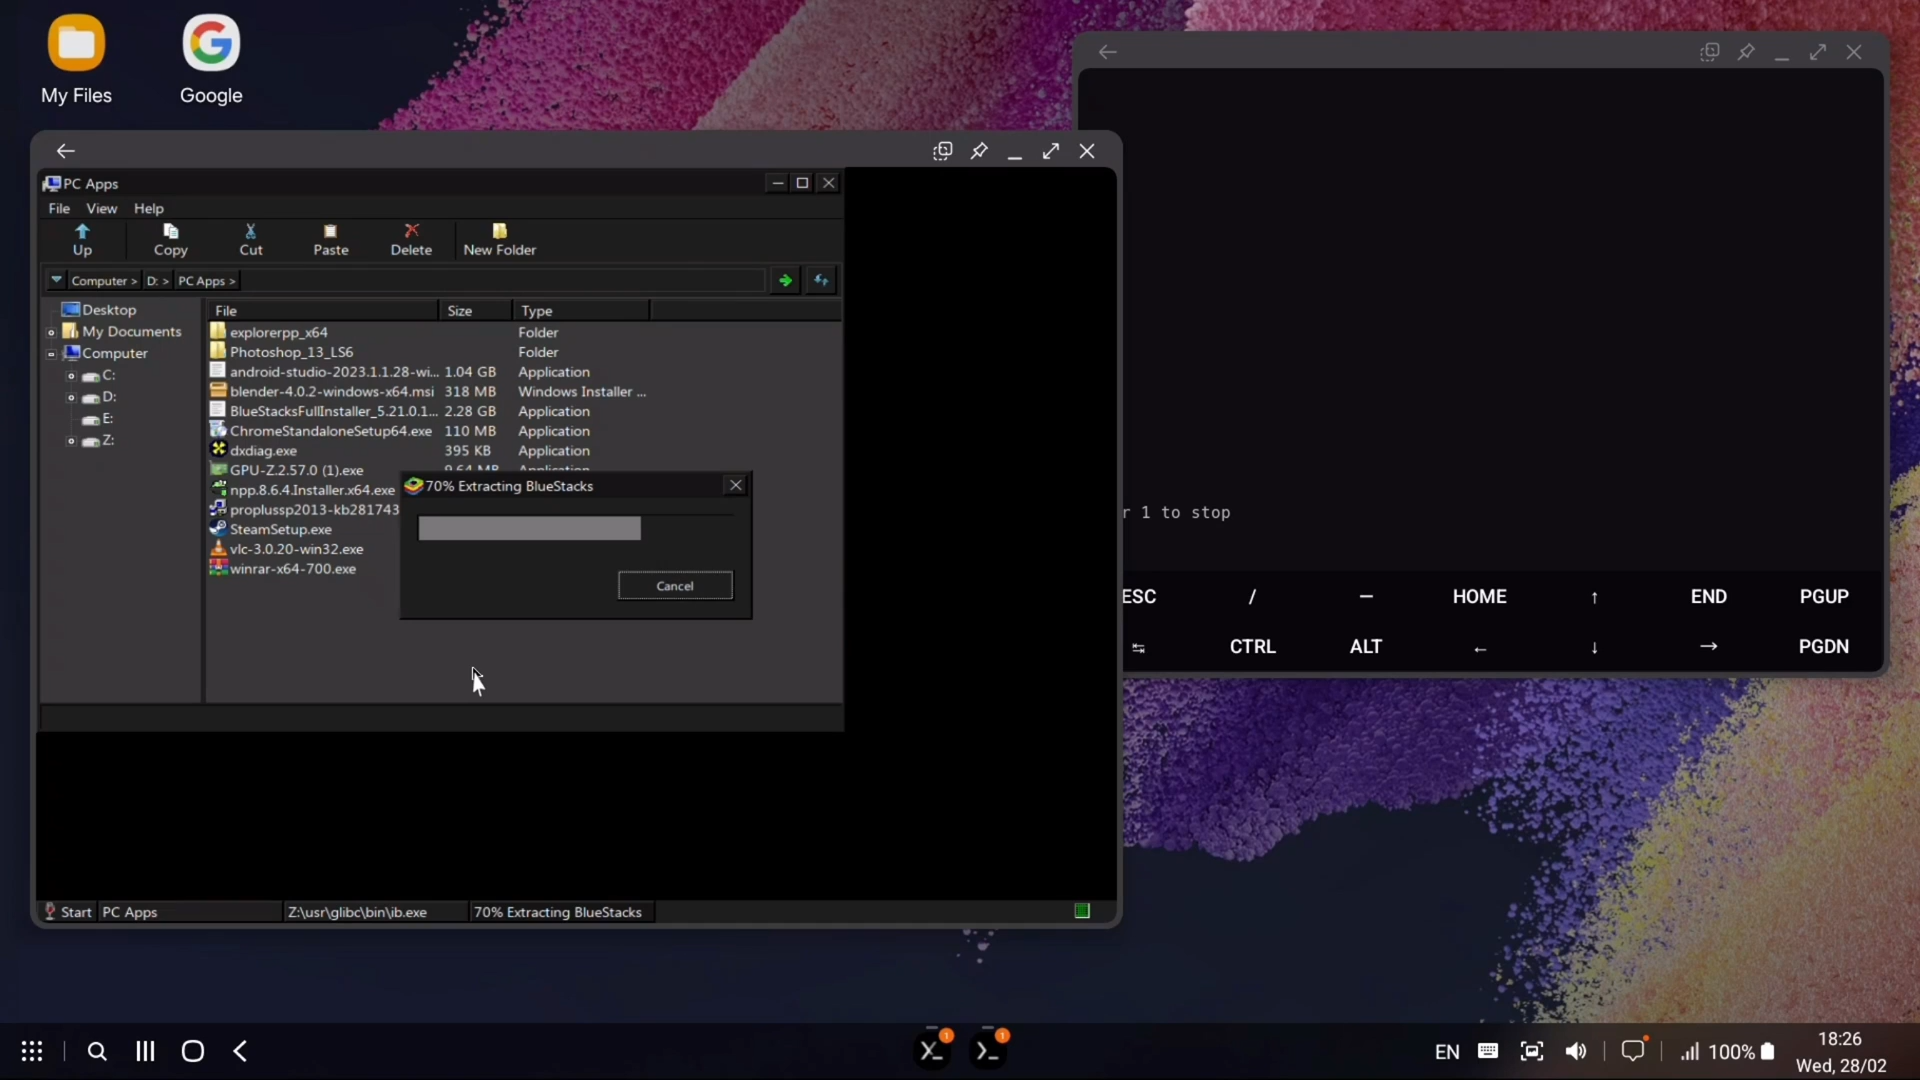 My Files
Google
PC Apps
File View Help
Up Copy Cut Paste Delete New Folder
Computer > D: > PC Apps >
Desktop
My Documents
Computer
C:
D:
E:
Z:
File Size Type
explorerpp_x64 Folder
Photoshop_13_LS6 Folder
android-studio-2023.1.1.28-wi... 1.04 GB Application
blender-4.0.2-windows-x64.msi 318 MB Windows Installer ...
BlueStacksFullInstaller_5.21.0.1... 2.28 GB Application
ChromeStandaloneSetup64.exe 110 MB Application
dxdiag.exe 395 KB Application
GPU-Z.2.57.0 (1).exe 9.64 MB Application
npp.8.6.4.Installer.x64.exe
proplussp2013-kb281743
SteamSetup.exe
vlc-3.0.20-win32.exe
winrar-x64-700.exe
70% Extracting BlueStacks
Cancel
Start PC Apps Z:\usr\glibc\bin\ib.exe 70% Extracting BlueStacks
r 1 to stop
ESC / — HOME ↑ END PGUP
↹ CTRL ALT ← ↓ → PGDN
1 1
EN 100% 18:26
Wed, 28/02